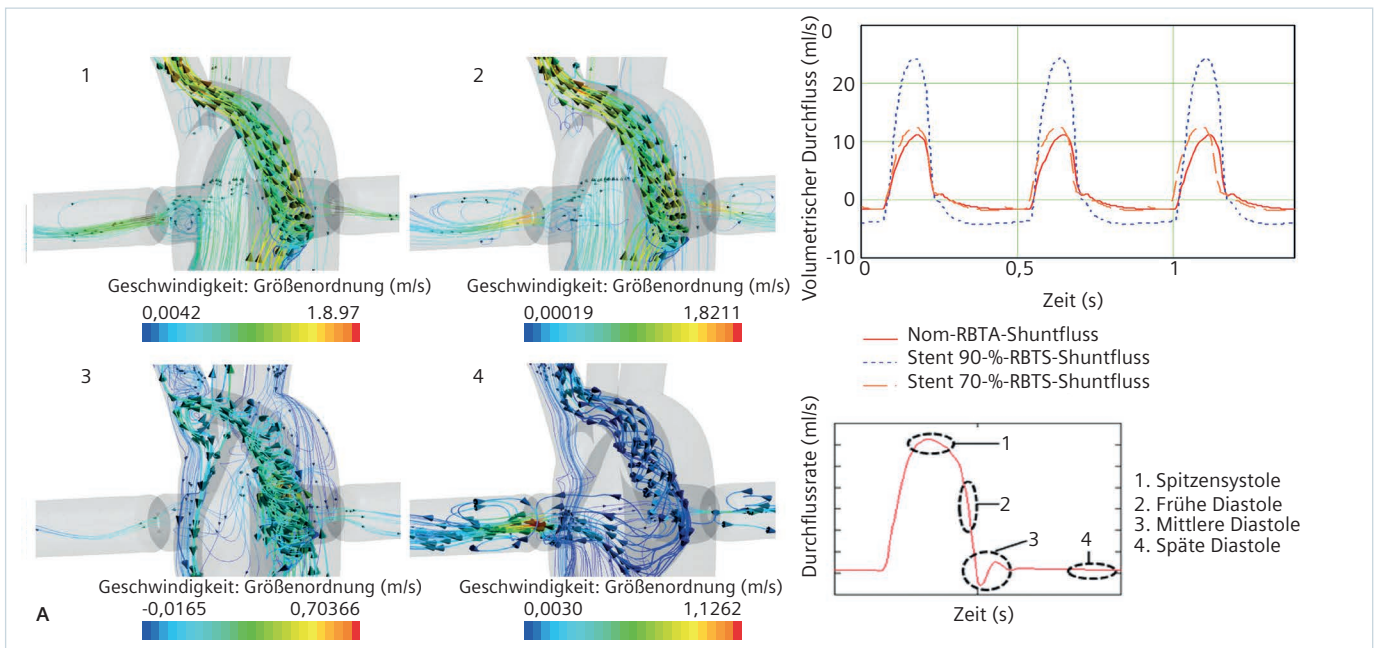 1
2
Geschwindigkeit: Größenordnung (m/s)
0,0042 1.8.97
Geschwindigkeit: Größenordnung (m/s)
0,00019 1,8211
3
4
Geschwindigkeit: Größenordnung (m/s)
-0,0165 0,70366
Geschwindigkeit: Größenordnung (m/s)
0,0030 1,1262
A
Volumetrischer Durchfluss (ml/s)
0
20
10
0
-10
0 0,5 1
Zeit (s)
Nom-RBTA-Shuntfluss
Stent 90-%-RBTS-Shuntfluss
Stent 70-%-RBTS-Shuntfluss
Durchflussrate (ml/s)
1
2
3
4
Zeit (s)
1. Spitzensystole
2. Frühe Diastole
3. Mittlere Diastole
4. Späte Diastole